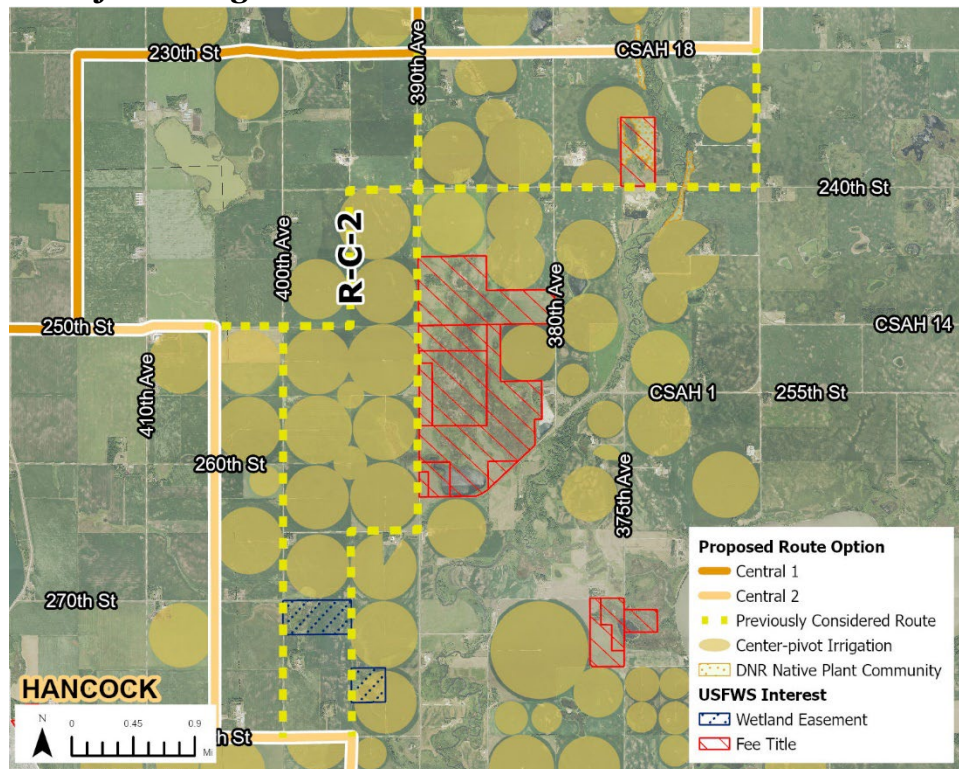 230th St
390th Ave
CSAH 18
240th St
400th Ave
R-C-2
380th Ave
250th St
CSAH 14
410th Ave
CSAH 1
255th St
260th St
375th Ave
270th St
HANCOCK
N
0 0.45 0.9
Mi
h St
Proposed Route Option
Central 1
Central 2
Previously Considered Route
Center-pivot Irrigation
DNR Native Plant Community
USFWS Interest
Wetland Easement
Fee Title